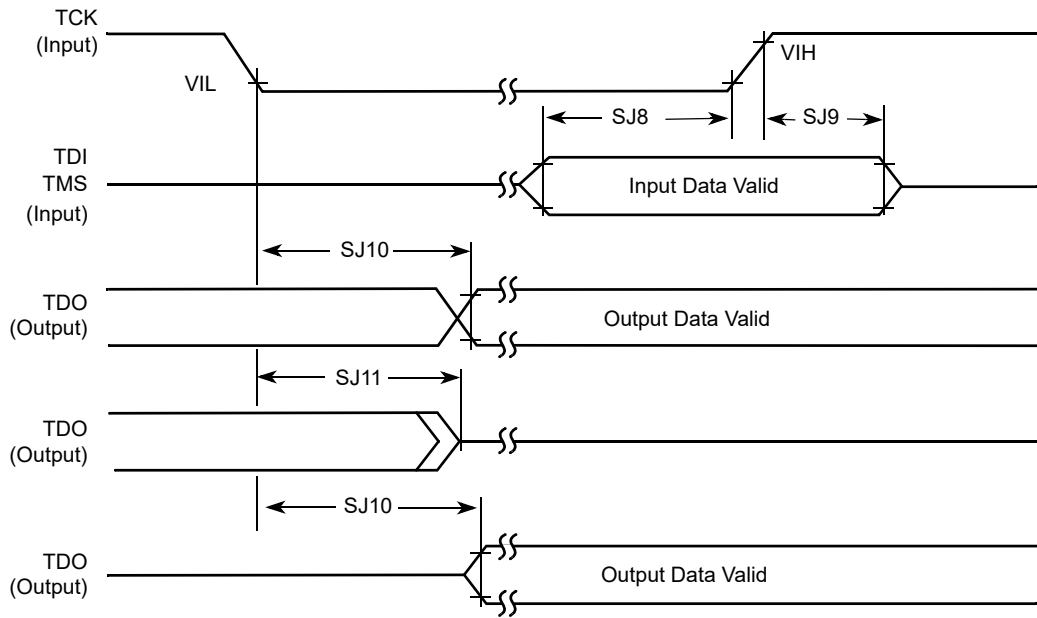 TCK
(Input)
VIL
VIH
SJ8
SJ9
TDI
TMS
(Input)
Input Data Valid
SJ10
TDO
(Output)
Output Data Valid
SJ11
TDO
(Output)
SJ10
TDO
(Output)
Output Data Valid